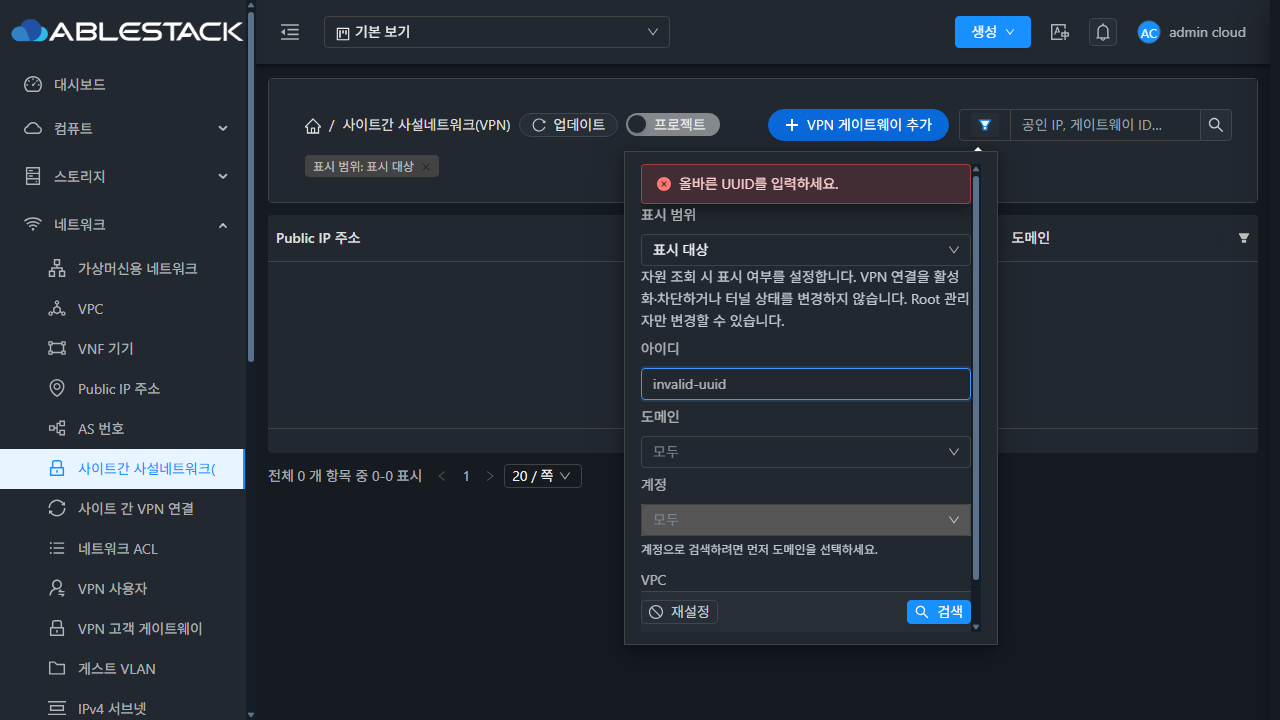 ABLESTACK
기본 보기
생성
AC
admin cloud
대시보드
컴퓨트
스토리지
네트워크
가상머신용 네트워크
VPC
VNF 기기
Public IP 주소
AS 번호
사이트간 사설네트워크(
사이트 간 VPN 연결
네트워크 ACL
VPN 사용자
VPN 고객 게이트웨이
게스트 VLAN
IPv4 서브넷
/ 사이트간 사설네트워크(VPN)
업데이트
프로젝트
VPN 게이트웨이 추가
공인 IP, 게이트웨이 ID...
표시 범위: 표시 대상
Public IP 주소
도메인
전체 0 개 항목 중 0-0 표시
1
20 / 쪽
올바른 UUID를 입력하세요.
표시 범위
표시 대상
자원 조회 시 표시 여부를 설정합니다. VPN 연결을 활성
화·차단하거나 터널 상태를 변경하지 않습니다. Root 관리
자만 변경할 수 있습니다.
아이디
invalid-uuid
도메인
모두
계정
모두
계정으로 검색하려면 먼저 도메인을 선택하세요.
VPC
재설정
검색